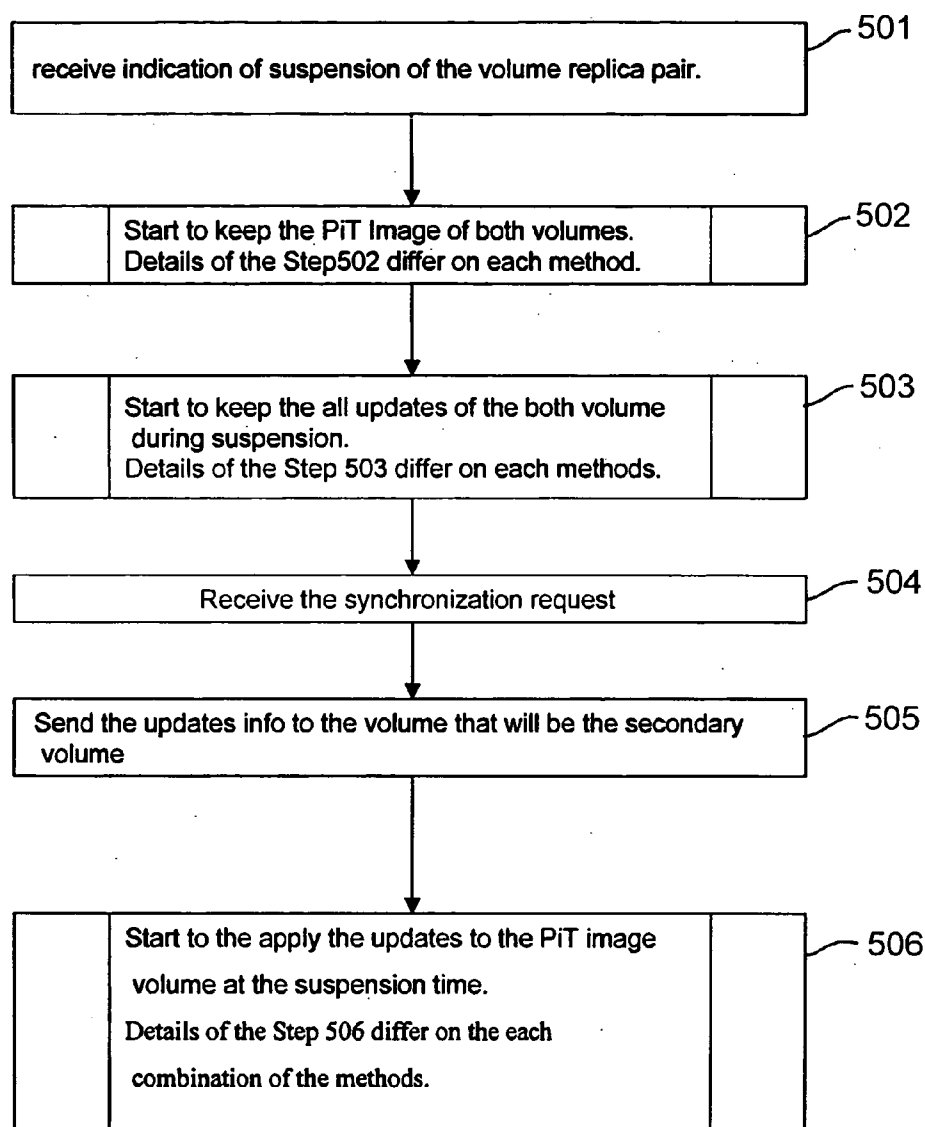 501
receive indication of suspension of the volume replica pair.
502
Start to keep the PiT Image of both volumes.
Details of the Step502 differ on each method.
503
Start to keep the all updates of the both volume
during suspension.
Details of the Step 503 differ on each methods.
504
Receive the synchronization request
505
Send the updates info to the volume that will be the secondary
volume
506
Start to the apply the updates to the PiT image
volume at the suspension time.
Details of the Step 506 differ on the each
combination of the methods.